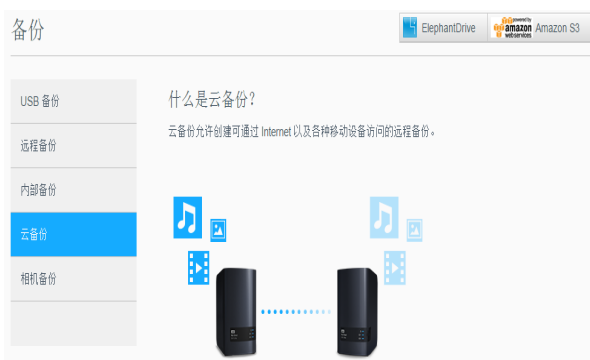 备份
ElephantDrive
powered by
amazon
webservices
Amazon S3
USB 备份
远程备份
内部备份
云备份
相机备份
什么是云备份?
云备份允许创建可通过 Internet 以及各种移动设备访问的远程备份。